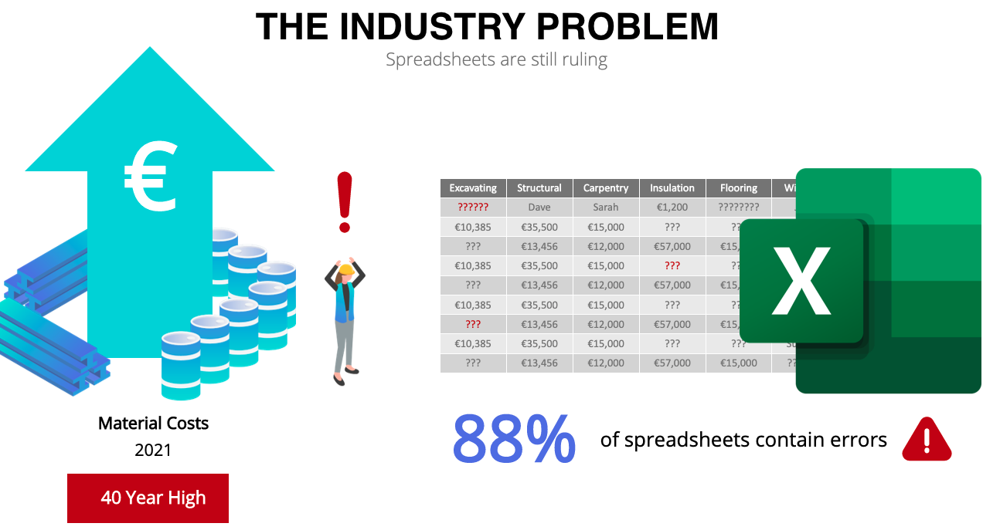 THE INDUSTRY PROBLEM
Spreadsheets are still ruling
€
Excavating Structural Carpentry Insulation Flooring Wi
?????? Dave Sarah €1,200 ????????
€10,385 €35,500 €15,000 ??? ??
??? €13,456 €12,000 €57,000 €15,
€10,385 €35,500 €15,000 ??? ??
??? €13,456 €12,000 €57,000 €15,
€10,385 €35,500 €15,000 ??? ??
??? €13,456 €12,000 €57,000 €15,
€10,385 €35,500 €15,000 ??? ???
??? €13,456 €12,000 €57,000 €15,000 ??
X
Material Costs
2021
40 Year High
88% of spreadsheets contain errors